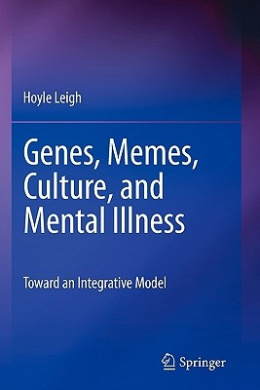 Hoyle Leigh
Genes, Memes,
Culture, and
Mental Illness
Toward an Integrative Model
Springer